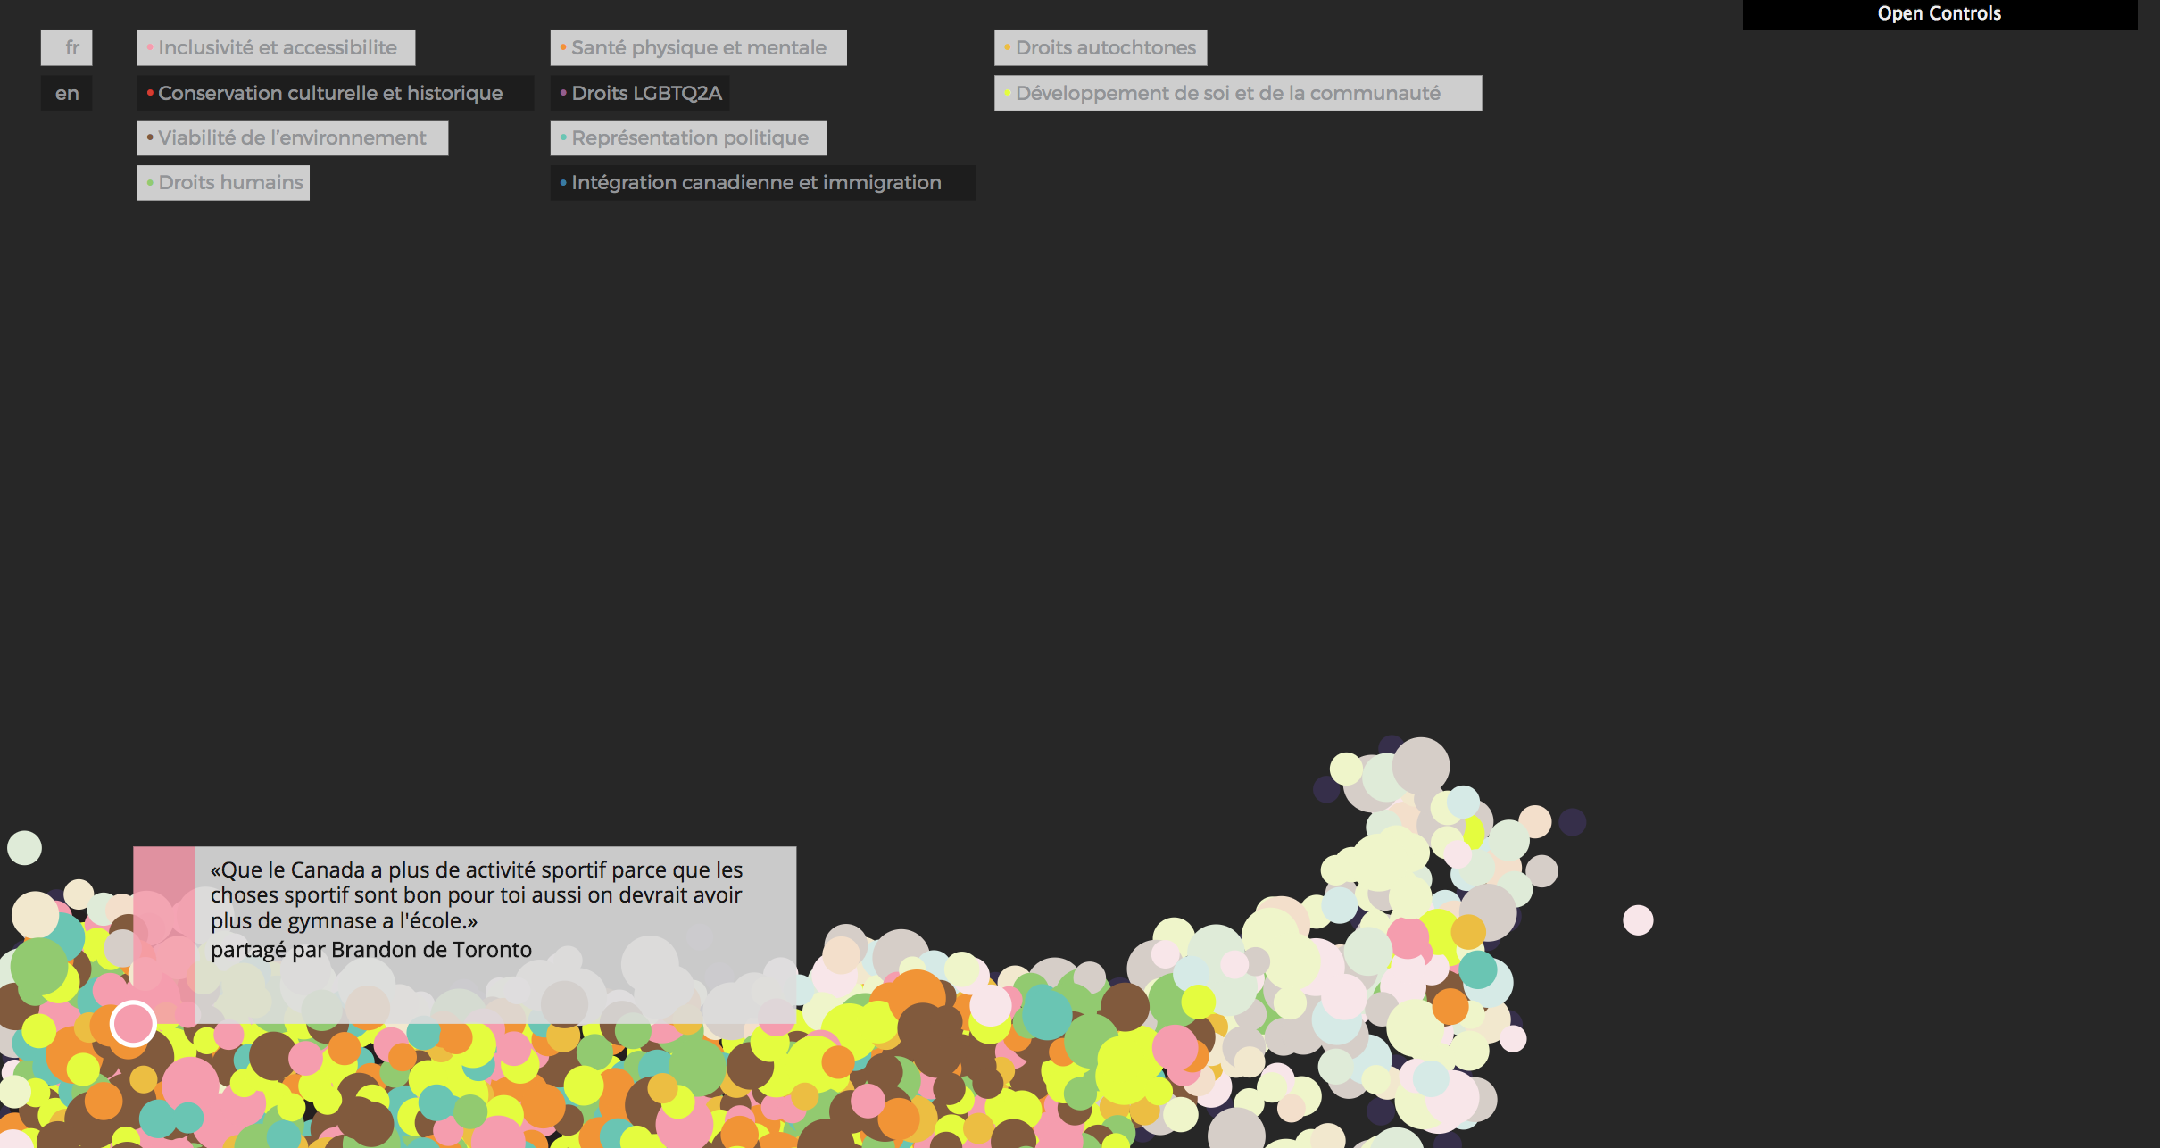 Open Controls
fr
en
Inclusivité et accessibilite
Conservation culturelle et historique
Viabilité de l'environnement
Droits humains
Santé physique et mentale
Droits LGBTQ2A
Représentation politique
Intégration canadienne et immigration
Droits autochtones
Développement de soi et de la communauté
«Que le Canada a plus de activité sportif parce que les
choses sportif sont bon pour toi aussi on devrait avoir
plus de gymnase a l'école.»
partagé par Brandon de Toronto